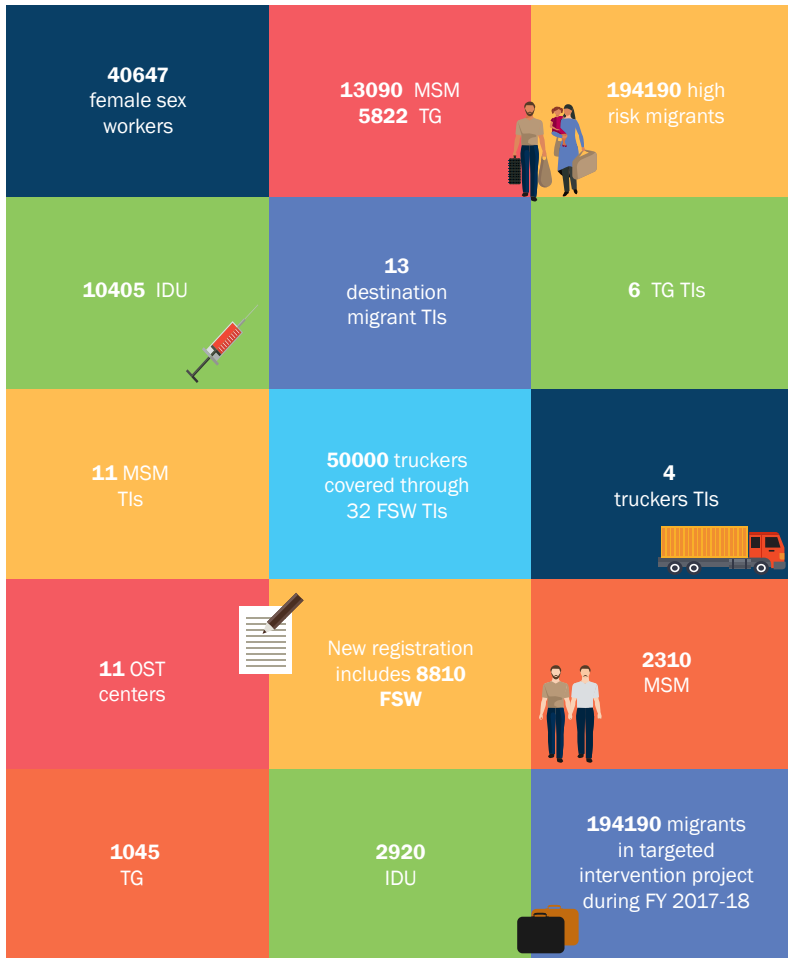 40647
female sex
workers
13090 MSM
5822 TG
194190 high
risk migrants
10405 IDU
13
destination
migrant TIs
6 TG TIs
11 MSM
TIs
50000 truckers
covered through
32 FSW TIs
4
truckers TIs
11 OST
centers
New registration
includes 8810
FSW
2310
MSM
1045
TG
2920
IDU
194190 migrants
in targeted
intervention project
during FY 2017-18